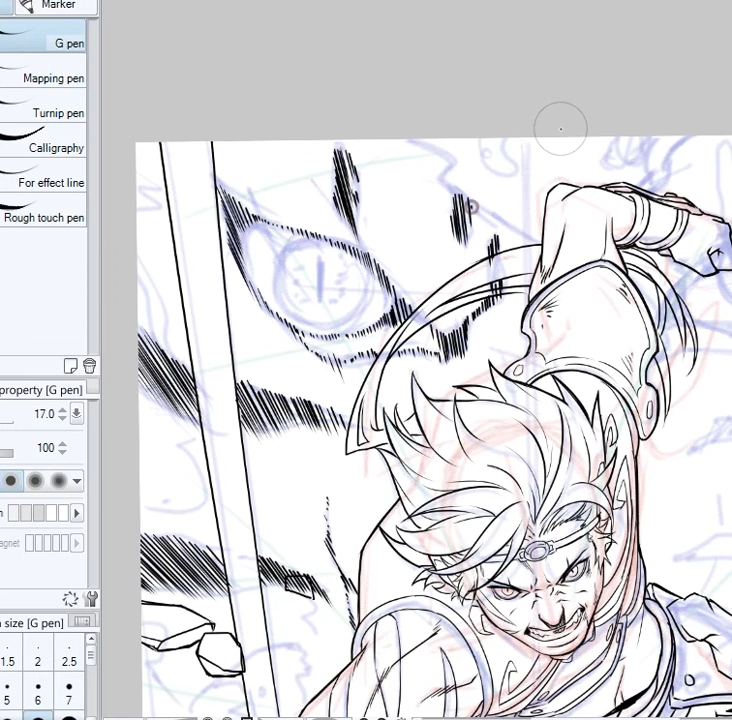 Marker
G pen
Mapping pen
Turnip pen
Calligraphy
For effect line
Rough touch pen
property [G pen]
17.0
100
size [G pen]
1.5 2 2.5
5 6 7